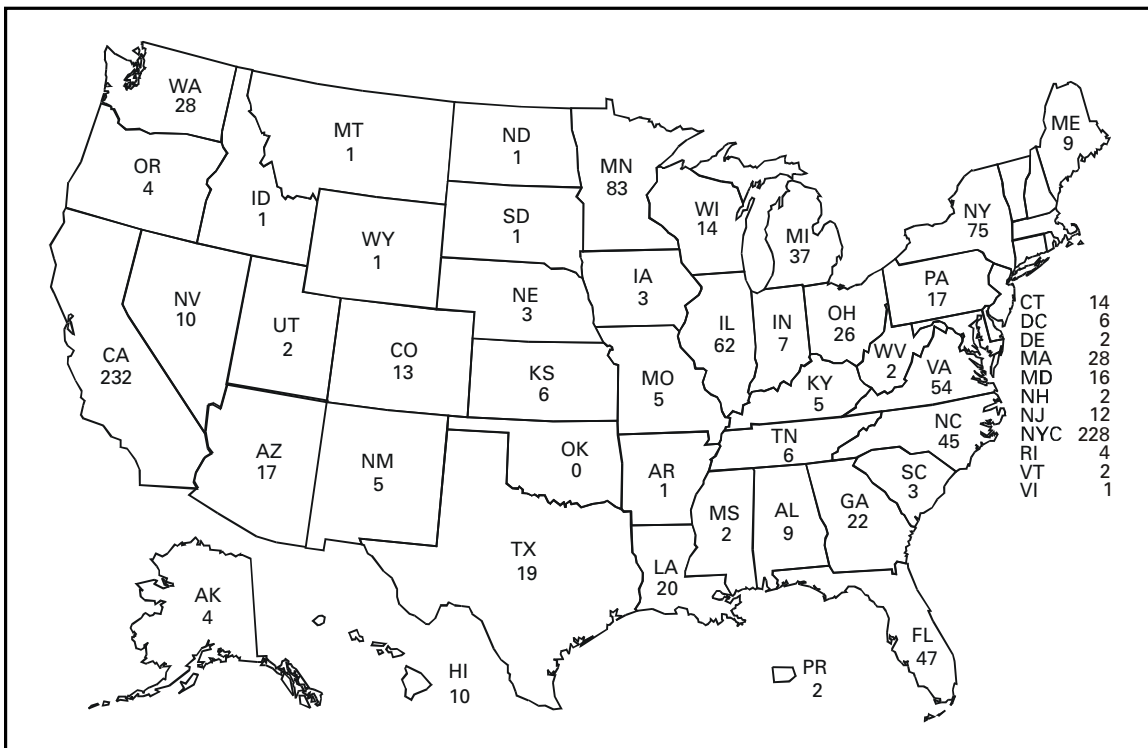 WA
28
MT
1
ND
1
MN
83
ME
9
OR
4
ID
1
SD
1
WI
14
MI
37
NY
75
WY
1
IA
3
NE
3
PA
17
NV
10
UT
2
CO
13
IL
62
IN
7
OH
26
WV
2
VA
54
CA
232
KS
6
MO
5
KY
5
NC
45
TN
6
AZ
17
NM
5
OK
0
AR
1
SC
3
MS
2
AL
9
GA
22
TX
19
LA
20
AK
4
HI
10
FL
47
PR
2
CT 14
DC 6
DE 2
MA 28
MD 16
NH 2
NJ 12
NYC 228
RI 4
VT 2
VI 1